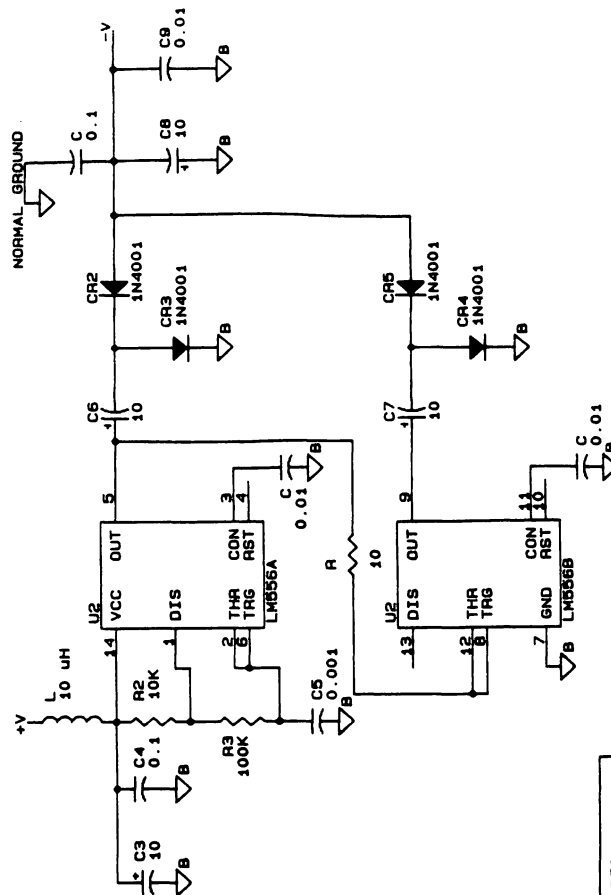 +V
L
10 uH
C3
10
+
B
C4
0.1
B
R2
10K
R3
100K
C5
0.001
B
U2
14
VCC
OUT
5
1
DIS
2
THR
6
TRG
CON
3
RST
4
LM556A
C
0.01
B
C6
+
10
CR2
1N4001
CR3
1N4001
B
NORMAL GROUND
C
0.1
C8
10
+
B
C9
0.01
B
-V
R
10
U2
13
DIS
OUT
9
12
THR
8
TRG
CON
11
RST
10
7
GND
LM556B
B
C
0.01
B
C7
+
10
CR5
1N4001
CR4
1N4001
B